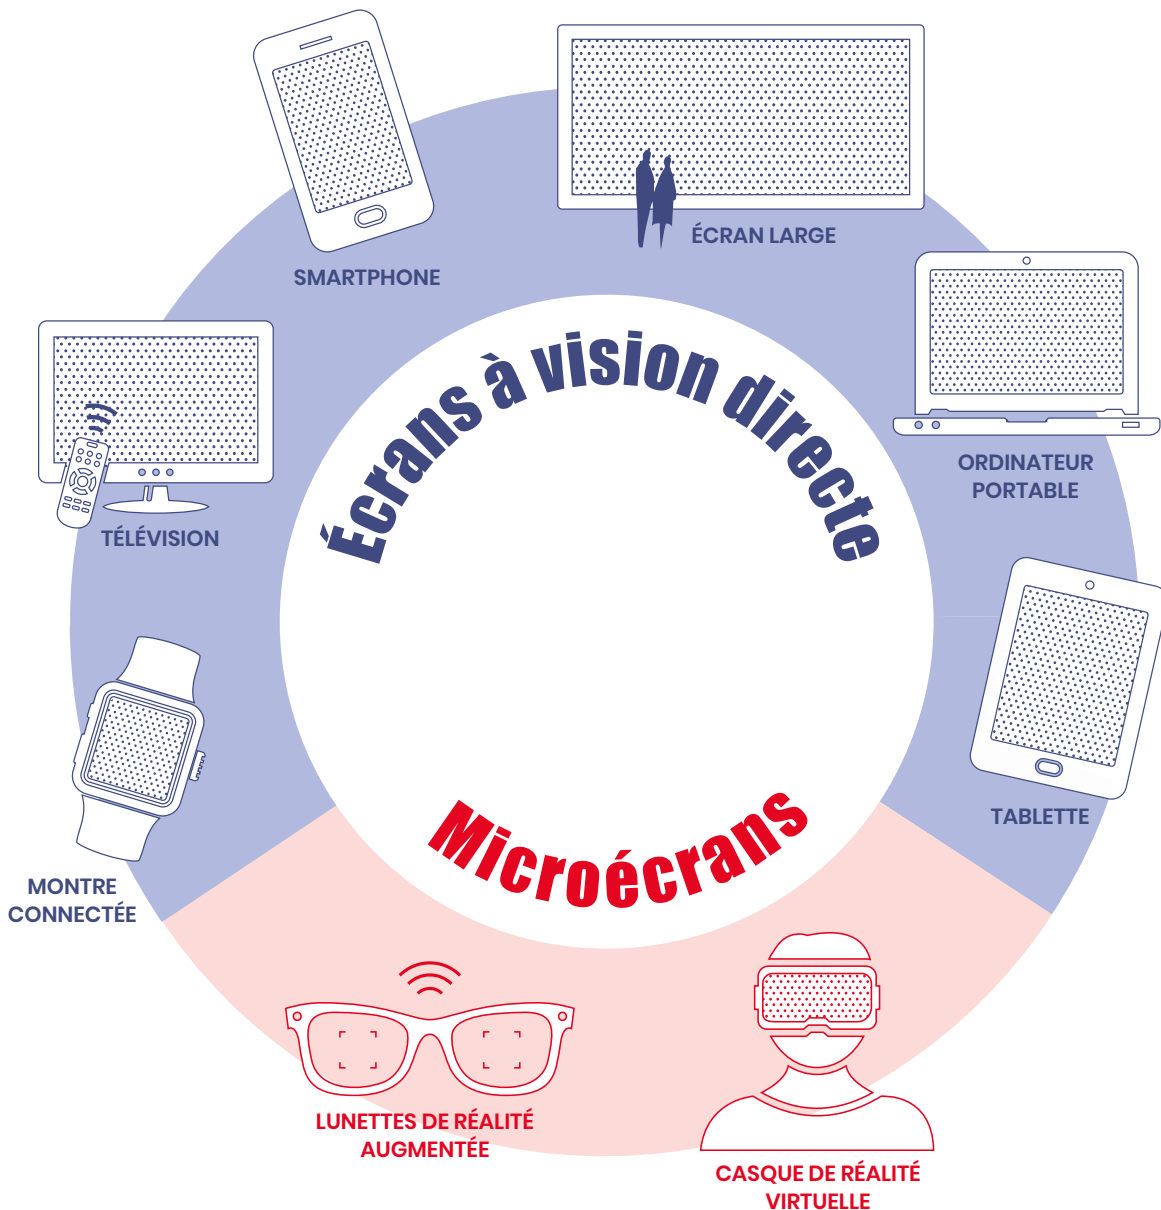 SMARTPHONE
ÉCRAN LARGE
ORDINATEUR
PORTABLE
TÉLÉVISION
Écrans à vision directe
TABLETTE
MONTRE
CONNECTÉE
Microécrans
LUNETTES DE RÉALITÉ
AUGMENTÉE
CASQUE DE RÉALITÉ
VIRTUELLE